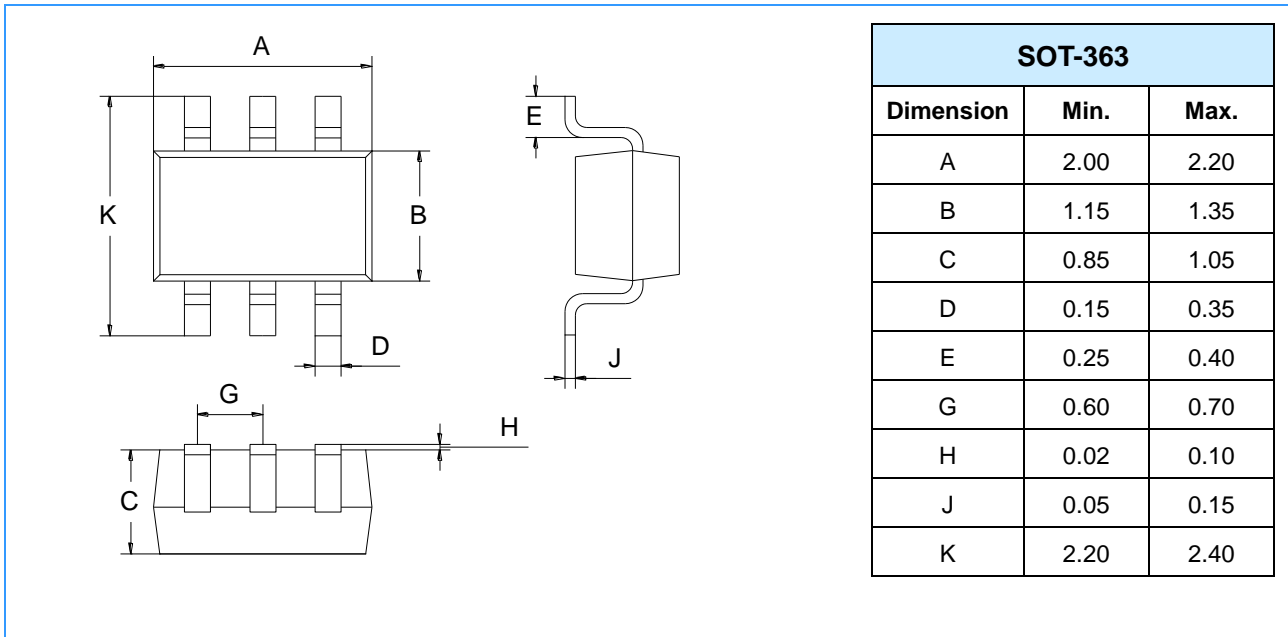 A
K
B
D
E
J
G
H
C
SOT-363
Dimension Min. Max.
A 2.00 2.20
B 1.15 1.35
C 0.85 1.05
D 0.15 0.35
E 0.25 0.40
G 0.60 0.70
H 0.02 0.10
J 0.05 0.15
K 2.20 2.40